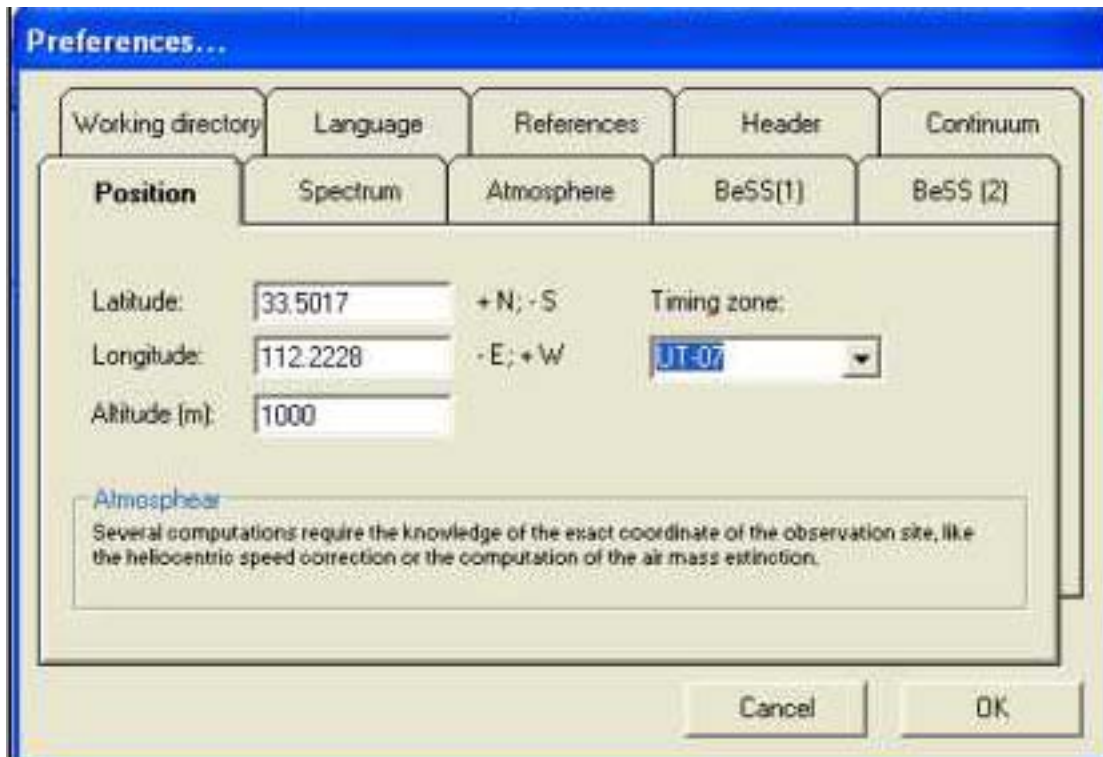 Preferences...
Working directory Language References Header Continuum
Position Spectrum Atmosphere BeSS(1) BeSS (2)
Latitude: 33.5017 + N; - S Timing zone:
Longitude: 112.2228 - E; + W UT-07
Altitude (m): 1000
Atmosphear
Several computations require the knowledge of the exact coordinate of the observation site, like
the heliocentric speed correction or the computation of the air mass extinction.
Cancel OK